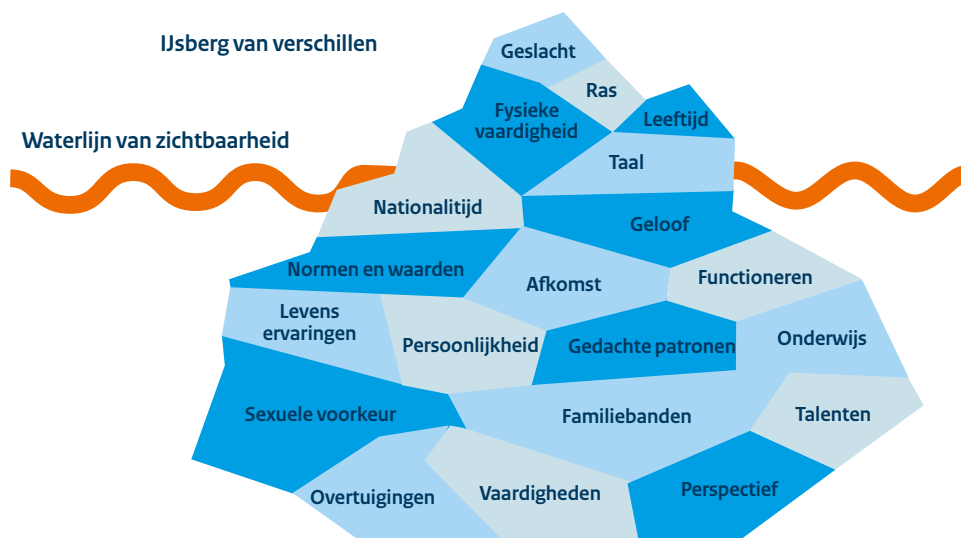 IJsberg van verschillen
Geslacht
Ras
Fysieke
vaardigheid
Leeftijd
Waterlijn van zichtbaarheid
Taal
Nationalitijd
Geloof
Normen en waarden
Afkomst
Functioneren
Levens
ervaringen
Persoonlijkheid
Gedachte patronen
Onderwijs
Sexuele voorkeur
Familiebanden
Talenten
Overtuigingen
Vaardigheden
Perspectief